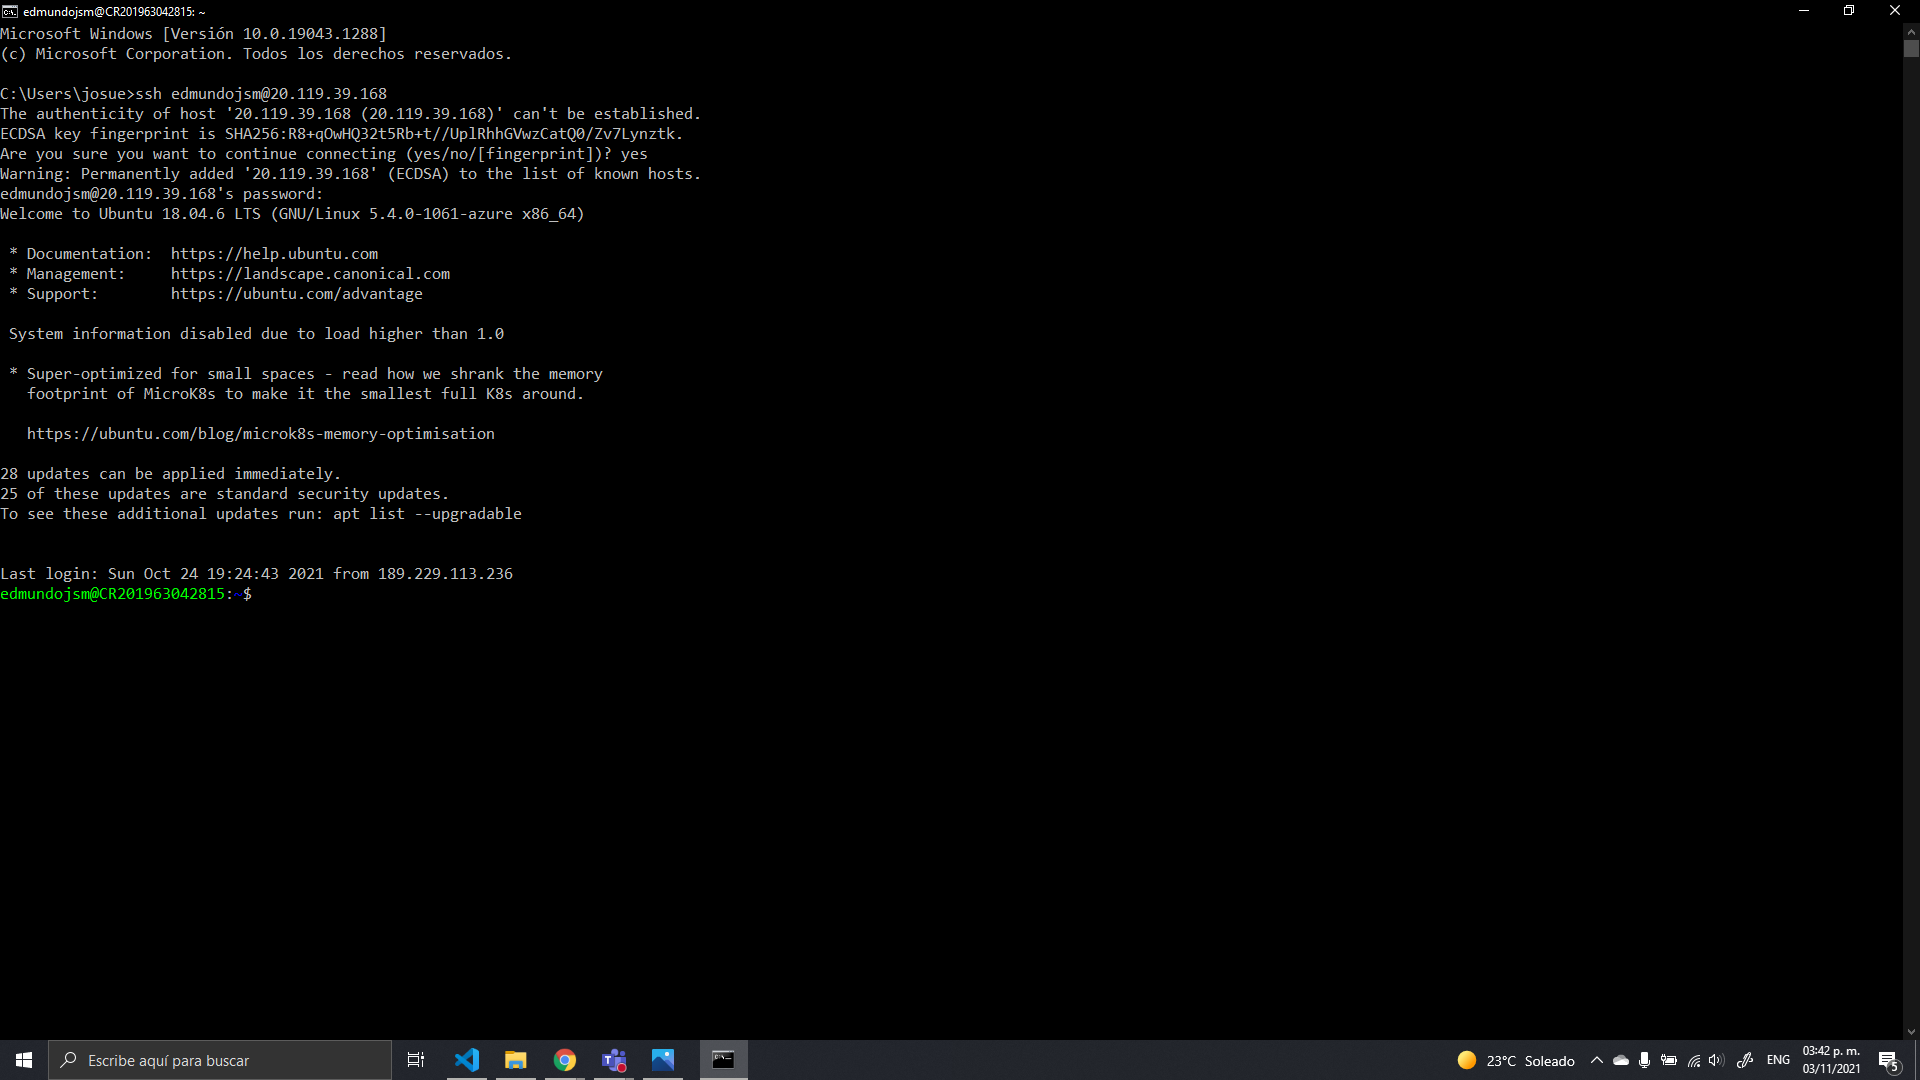 edmundojsm@CR201963042815: ~
Microsoft Windows [Versión 10.0.19043.1288]
(c) Microsoft Corporation. Todos los derechos reservados.
C:\Users\josue>ssh edmundojsm@20.119.39.168
The authenticity of host '20.119.39.168 (20.119.39.168)' can't be established.
ECDSA key fingerprint is SHA256:R8+qOwHQ32t5Rb+t//UplRhhGVwzCatQ0/Zv7Lynztk.
Are you sure you want to continue connecting (yes/no/[fingerprint])? yes
Warning: Permanently added '20.119.39.168' (ECDSA) to the list of known hosts.
edmundojsm@20.119.39.168's password:
Welcome to Ubuntu 18.04.6 LTS (GNU/Linux 5.4.0-1061-azure x86_64)
 * Documentation:  https://help.ubuntu.com
 * Management:     https://landscape.canonical.com
 * Support:        https://ubuntu.com/advantage
 System information disabled due to load higher than 1.0
 * Super-optimized for small spaces - read how we shrank the memory
   footprint of MicroK8s to make it the smallest full K8s around.
   https://ubuntu.com/blog/microk8s-memory-optimisation
28 updates can be applied immediately.
25 of these updates are standard security updates.
To see these additional updates run: apt list --upgradable
Last login: Sun Oct 24 19:24:43 2021 from 189.229.113.236
edmundojsm@CR201963042815:~$
Escribe aquí para buscar
23°C Soleado
ENG
03:42 p. m.
03/11/2021
5